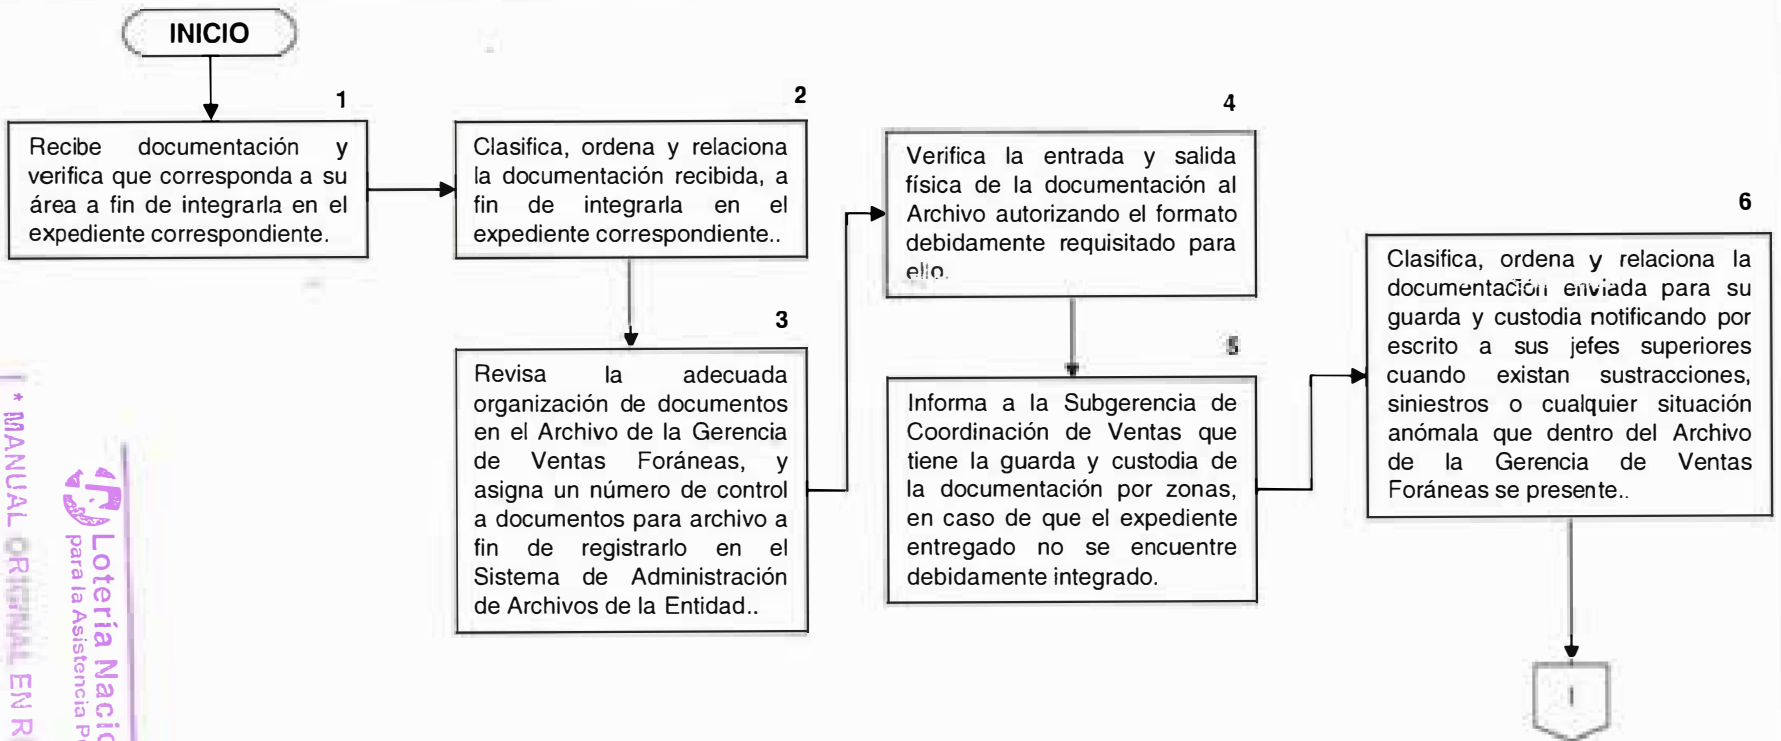 INICIO
1
Recibe documentación y
verifica que corresponda a su
área a fin de integrarla en el
expediente correspondiente.
2
Clasifica, ordena y relaciona
la documentación recibida, a
fin de integrarla en el
expediente correspondiente..
3
Revisa la adecuada
organización de documentos
en el Archivo de la Gerencia
de Ventas Foráneas, y
asigna un número de control
a documentos para archivo a
fin de registrarlo en el
Sistema de Administración
de Archivos de la Entidad..
4
Verifica la entrada y salida
física de la documentación al
Archivo autorizando el formato
debidamente requisitado para
ello.
5
Informa a la Subgerencia de
Coordinación de Ventas que
tiene la guarda y custodia de
la documentación por zonas,
en caso de que el expediente
entregado no se encuentre
debidamente integrado.
6
Clasifica, ordena y relaciona la
documentación enviada para su
guarda y custodia notificando por
escrito a sus jefes superiores
cuando existan sustracciones,
siniestros o cualquier situación
anómala que dentro del Archivo
de la Gerencia de Ventas
Foráneas se presente..
I
Lotería Nacio
para la Asistencia P
* MANUAL ORIGINAL EN R